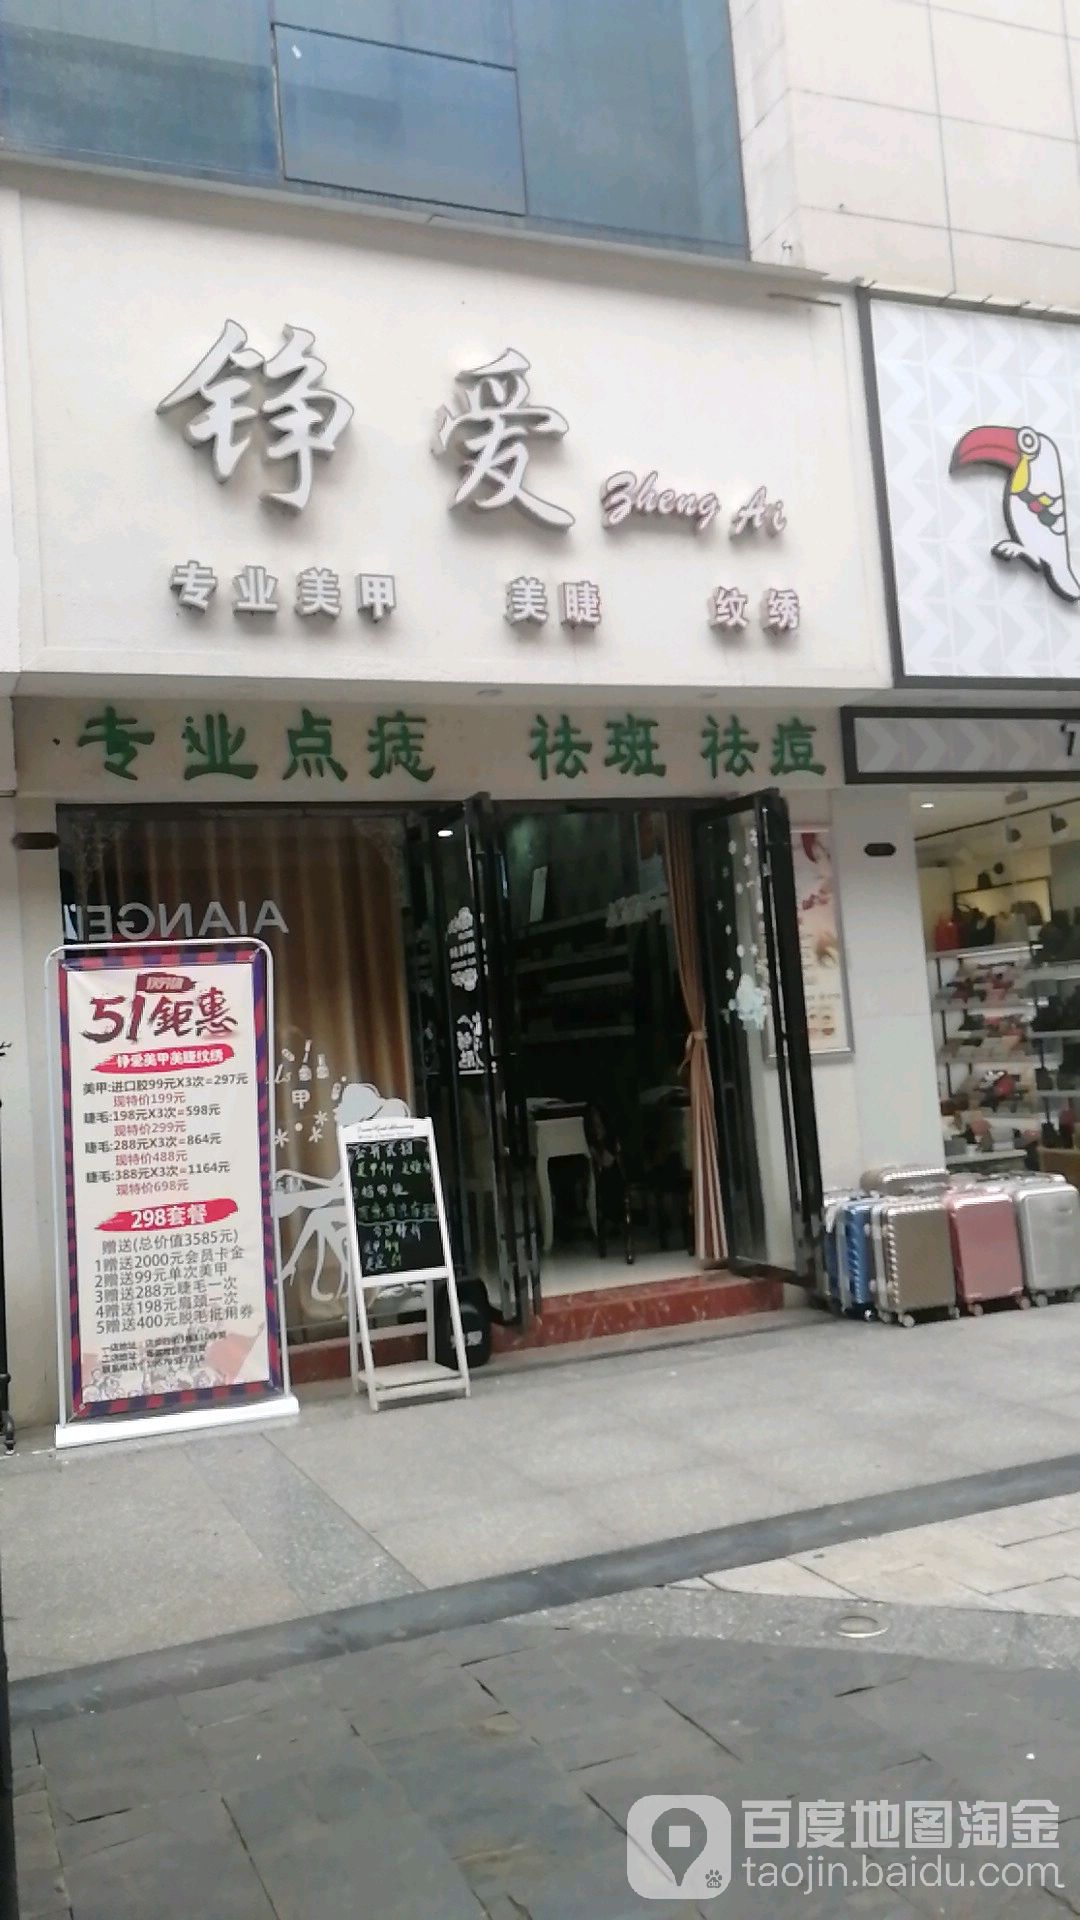 铮爱 Zheng Ai
专业美甲 美睫 纹绣
专业点痣 祛斑 祛痘
AIANGEL
51钜惠
铮爱美甲美睫纹绣
美甲:进口胶99元X3次=297元
现特价199元
睫毛:198元X3次=598元
现特价299元
睫毛:288元X3次=864元
现特价488元
睫毛:388元X3次=1164元
现特价698元
298套餐
赠送(总价值3585元)
1赠送2000元会员卡金
2赠送99元单次美甲
3赠送288元睫毛一次
4赠送198元肩颈一次
5赠送400元脱毛抵用券
甲
百度地图淘金
taojin.baidu.com